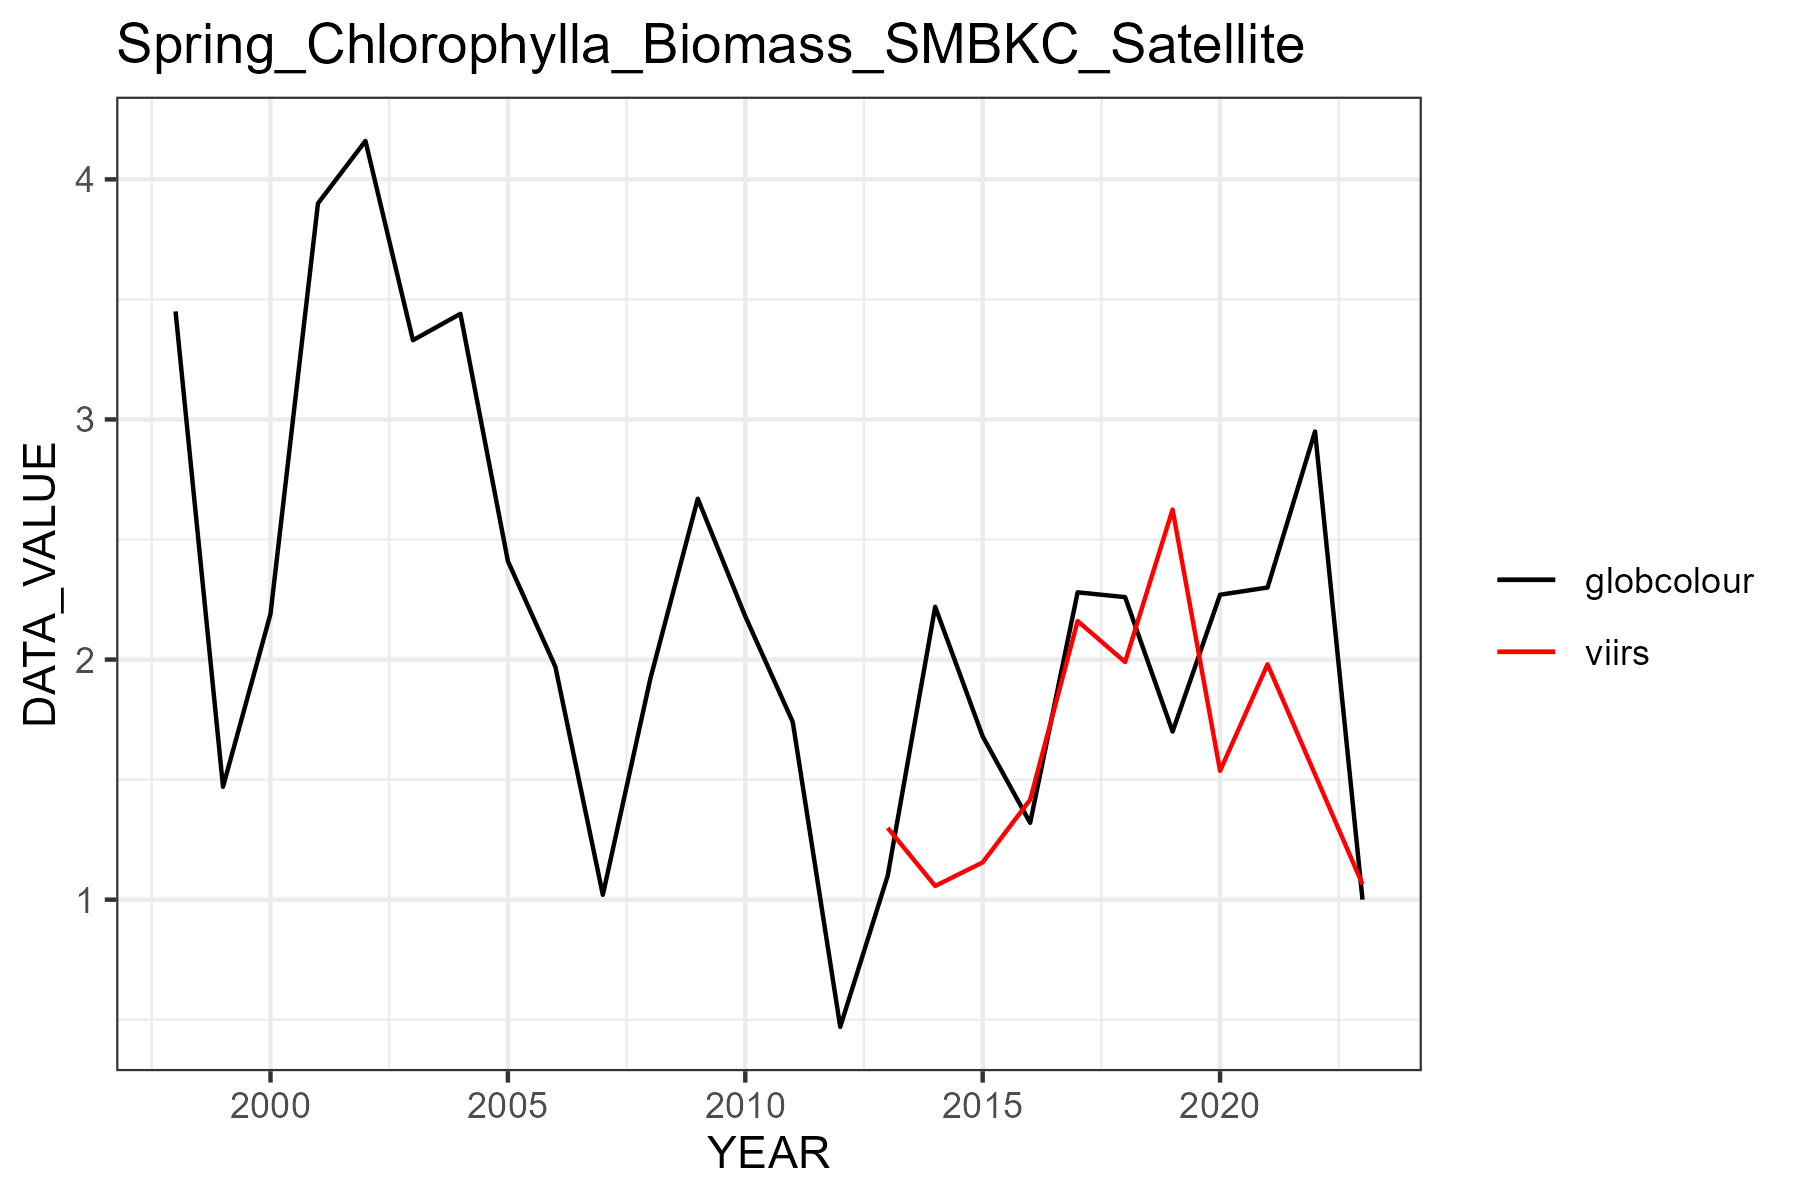 Spring_Chlorophylla_Biomass_SMBKC_Satellite
DATA_VALUE
4
3
2
1
2000 2005 2010 2015 2020
YEAR
globcolour
viirs